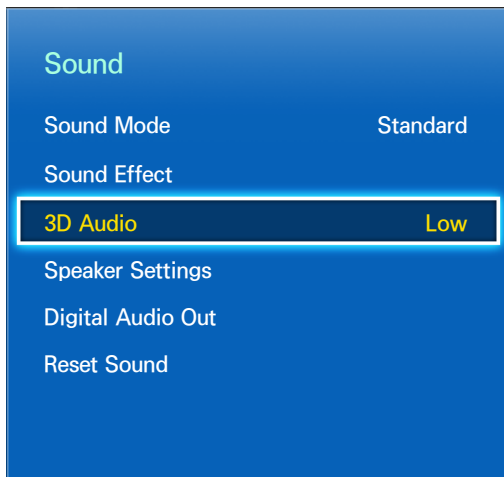 Sound
Sound Mode Standard
Sound Effect
3D Audio Low
Speaker Settings
Digital Audio Out
Reset Sound